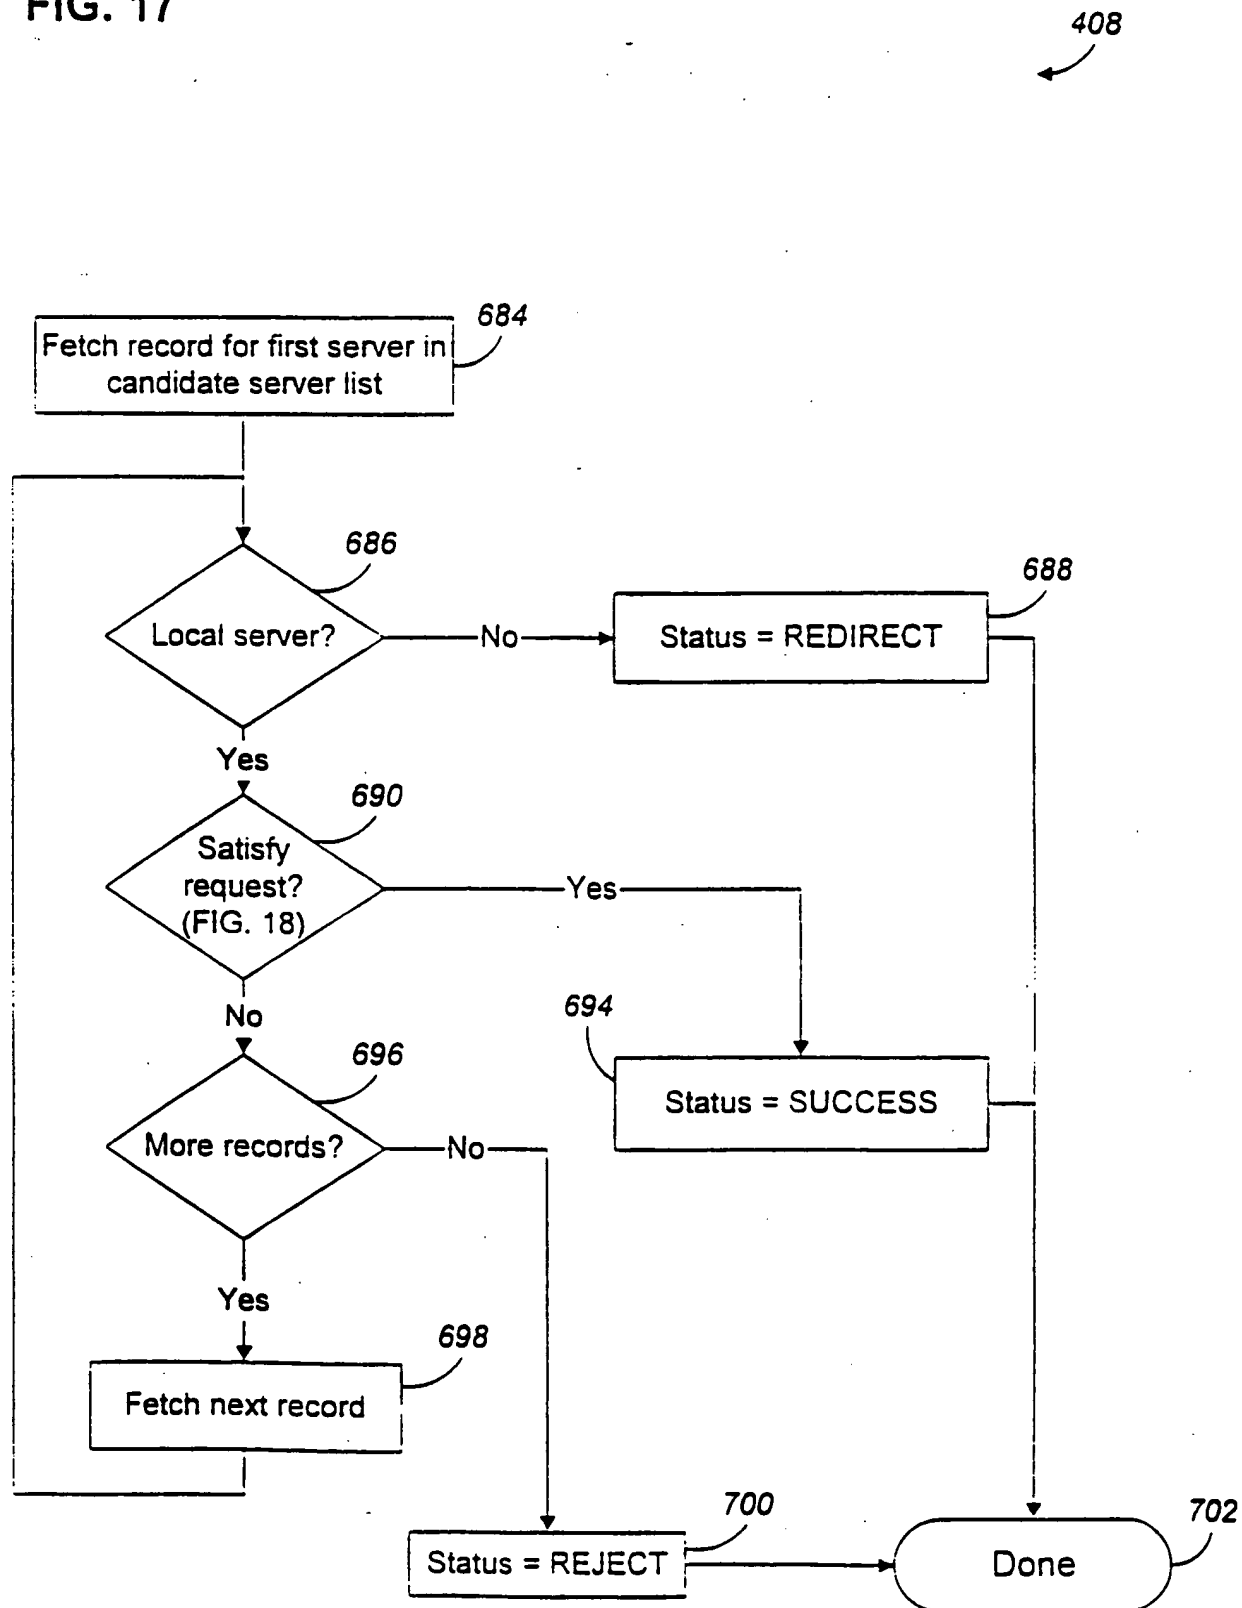 FIG. 17
408
684
Fetch record for first server in
candidate server list
686
Local server?
No
688
Status = REDIRECT
Yes
690
Satisfy
request?
(FIG. 18)
Yes
No
694
Status = SUCCESS
696
More records?
No
Yes
698
Fetch next record
700
Status = REJECT
702
Done